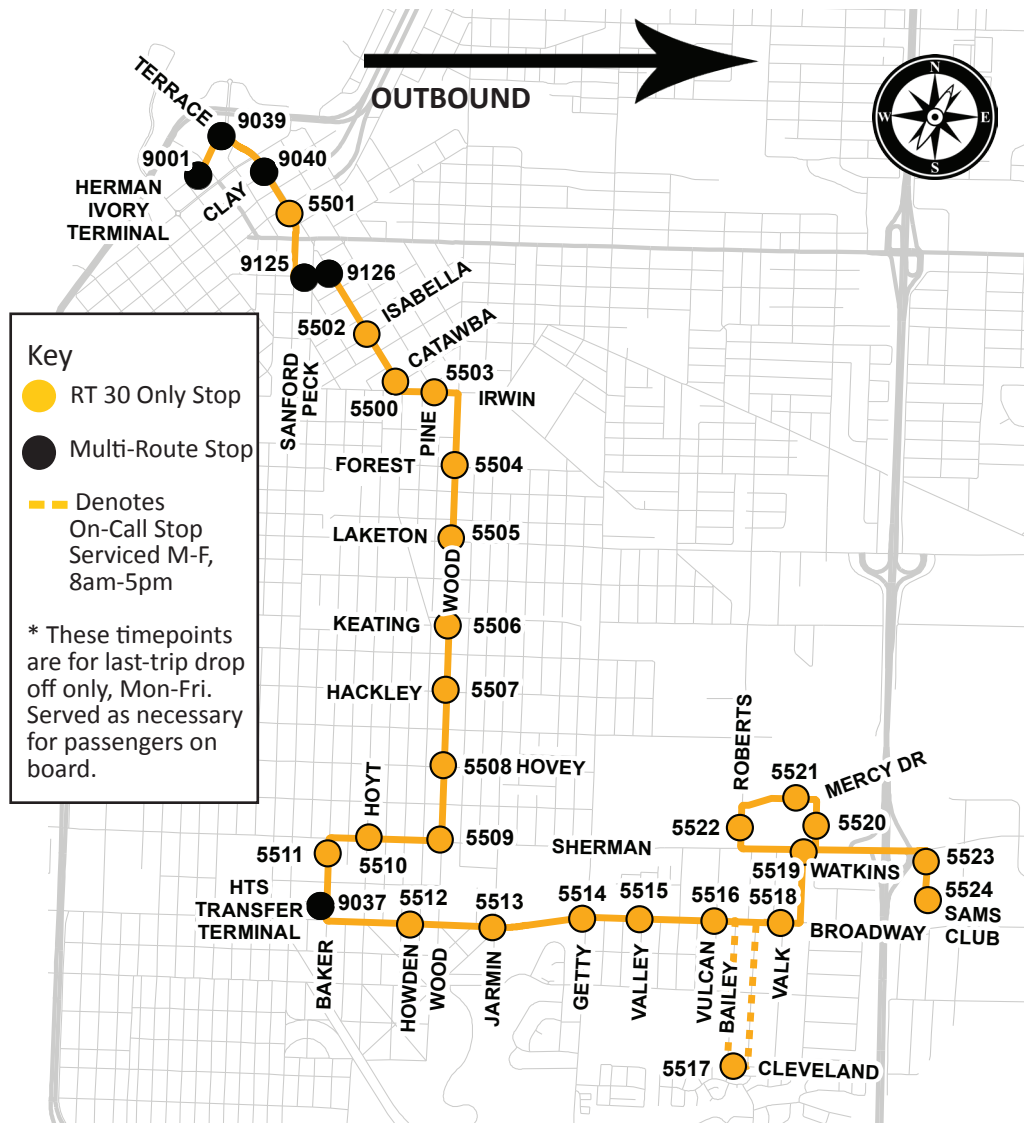 OUTBOUND
N
W
E
S
TERRACE
9039
9001
9040
HERMAN
IVORY
TERMINAL
CLAY
5501
9125
9126
ISABELLA
5502
CATAWBA
SANFORD
PECK
5503
5500
IRWIN
PINE
Key
RT 30 Only Stop
Multi-Route Stop
Denotes
On-Call Stop
Serviced M-F,
8am-5pm
* These timepoints
are for last-trip drop
off only, Mon-Fri.
Served as necessary
for passengers on
board.
FOREST
5504
LAKETON
5505
WOOD
KEATING
5506
HACKLEY
5507
5508
HOVEY
HOYT
5509
5511
5510
HTS
TRANSFER
TERMINAL
9037
5512
5513
5514
5515
5516
5518
BAKER
HOWDEN
WOOD
JARMIN
GETTY
VALLEY
VULCAN
BAILEY
VALK
BROADWAY
5517
CLEVELAND
SHERMAN
ROBERTS
5521
MERCY DR
5522
5520
5519
WATKINS
5523
5524
SAMS
CLUB